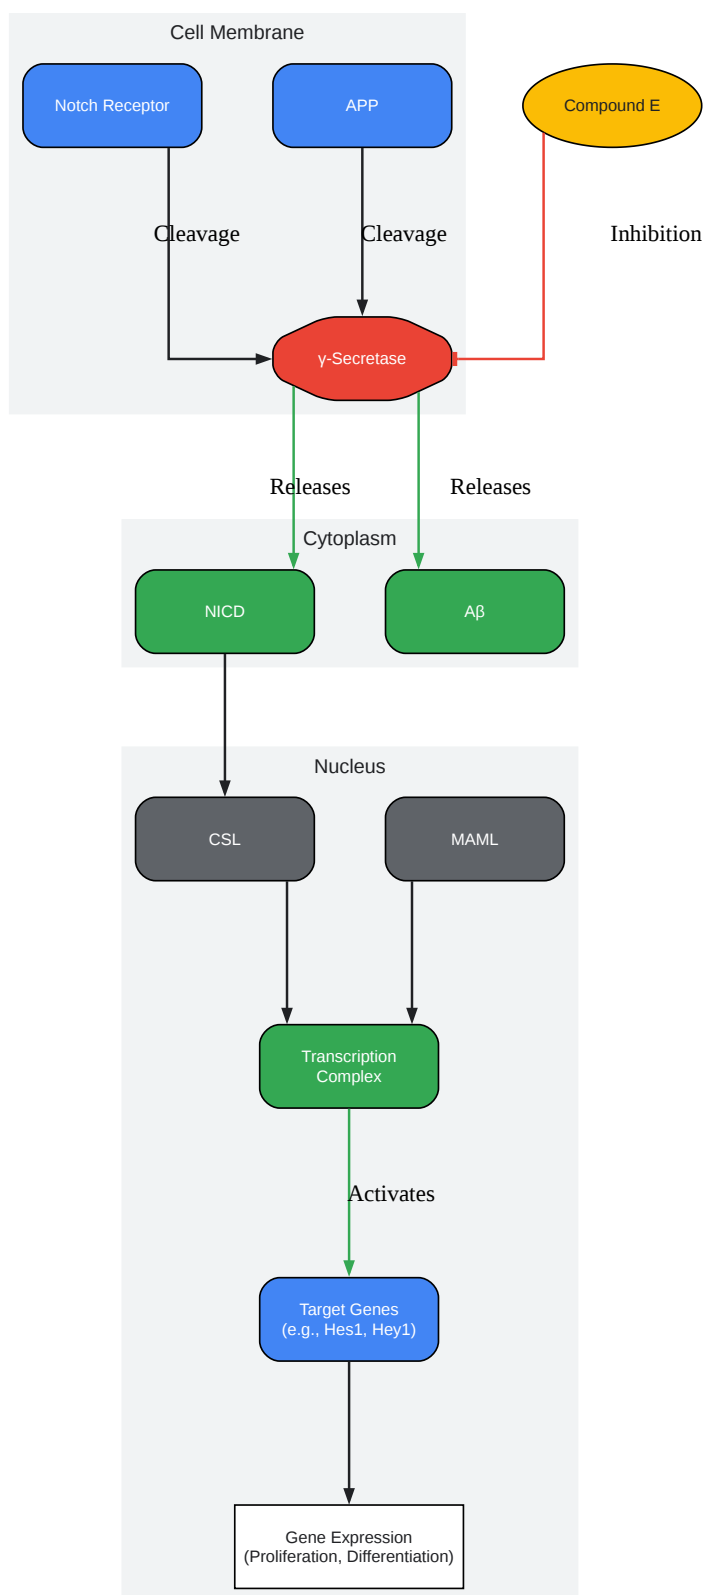 Cell Membrane
Notch Receptor
APP
Compound E
Cleavage
Cleavage
Inhibition
γ-Secretase
Releases
Releases
Cytoplasm
NICD
Aβ
Nucleus
CSL
MAML
Transcription
Complex
Activates
Target Genes
(e.g., Hes1, Hey1)
Gene Expression
(Proliferation, Differentiation)